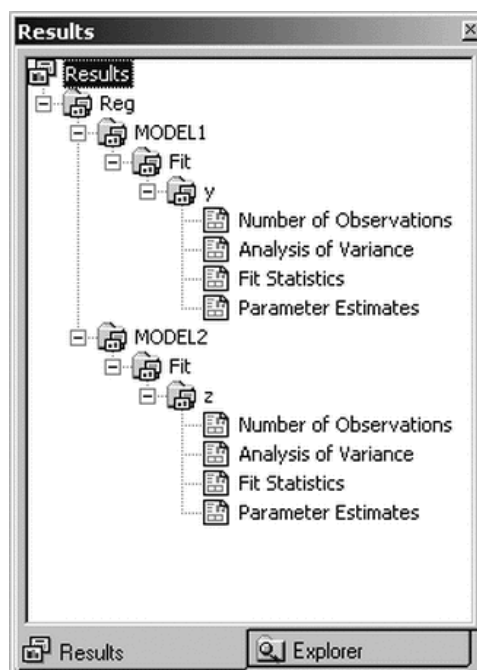 Results
Results
Reg
MODEL1
Fit
y
Number of Observations
Analysis of Variance
Fit Statistics
Parameter Estimates
MODEL2
Fit
z
Number of Observations
Analysis of Variance
Fit Statistics
Parameter Estimates
Results Explorer